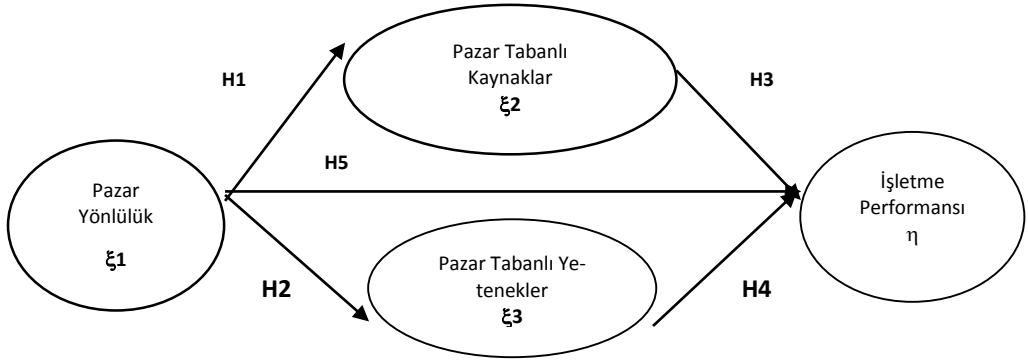 Pazar Tabanlı
Kaynaklar
ξ2
H1
H3
H5
Pazar
Yönlülük
ξ1
İşletme
Performansı
η
Pazar Tabanlı Ye-
tenekler
ξ3
H2
H4